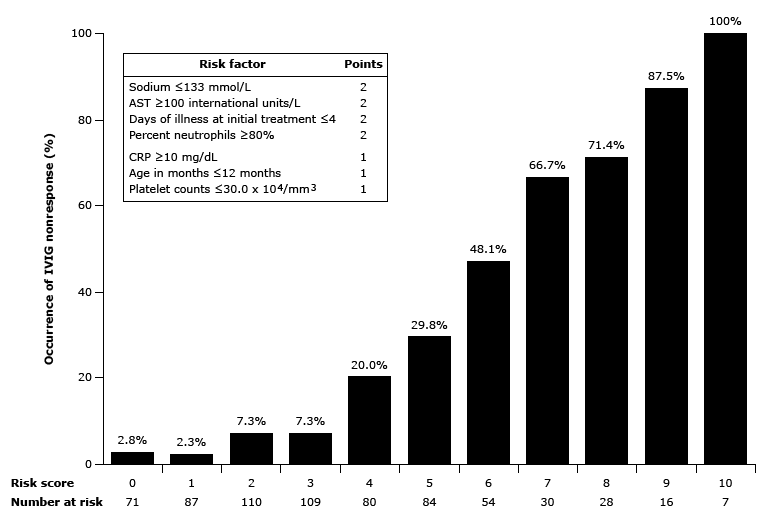 100%
100
87.5%
Risk factor Points
Sodium ≤133 mmol/L 2
AST ≥100 international units/L 2
Days of illness at initial treatment ≤4 2
Percent neutrophils ≥80% 2
CRP ≥10 mg/dL 1
Age in months ≤12 months 1
Platelet counts ≤30.0 x 10⁴/mm³ 1
80
71.4%
66.7%
60
Occurrence of IVIG nonresponse (%)
48.1%
40
29.8%
20.0%
20
7.3% 7.3%
2.8% 2.3%
0
Risk score 0 1 2 3 4 5 6 7 8 9 10
Number at risk 71 87 110 109 80 84 54 30 28 16 7